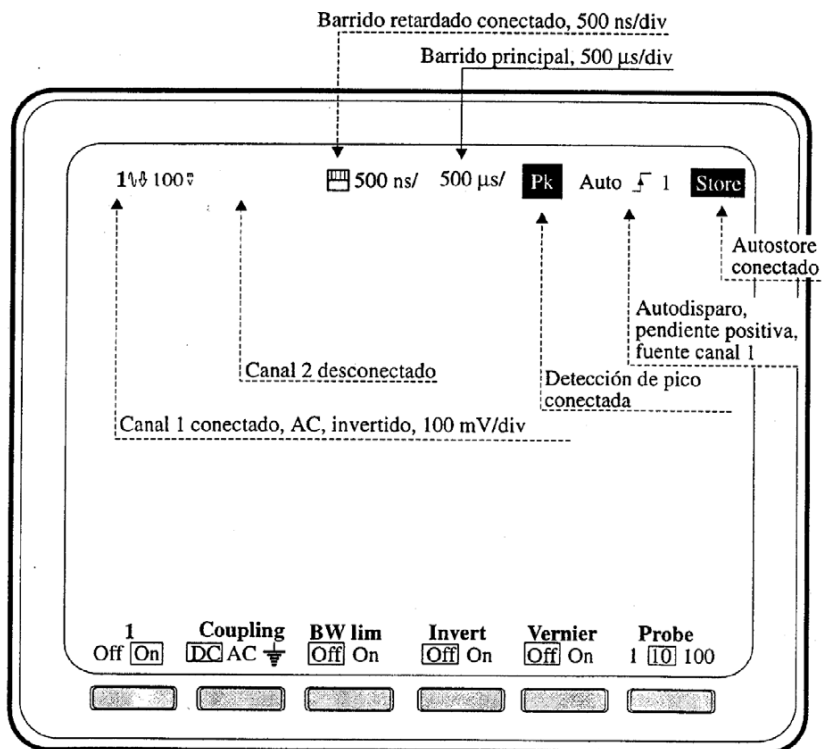 Barrido retardado conectado, 500 ns/div
Barrido principal, 500 µs/div
1 100 mV 500 ns/ 500 µs/ Pk Auto 1 Store
Autostore
conectado
Autodisparo,
pendiente positiva,
fuente canal 1
Canal 2 desconectado
Detección de pico
conectada
Canal 1 conectado, AC, invertido, 100 mV/div
1 Coupling BW lim Invert Vernier Probe
Off On DC AC Off On Off On Off On 1 10 100